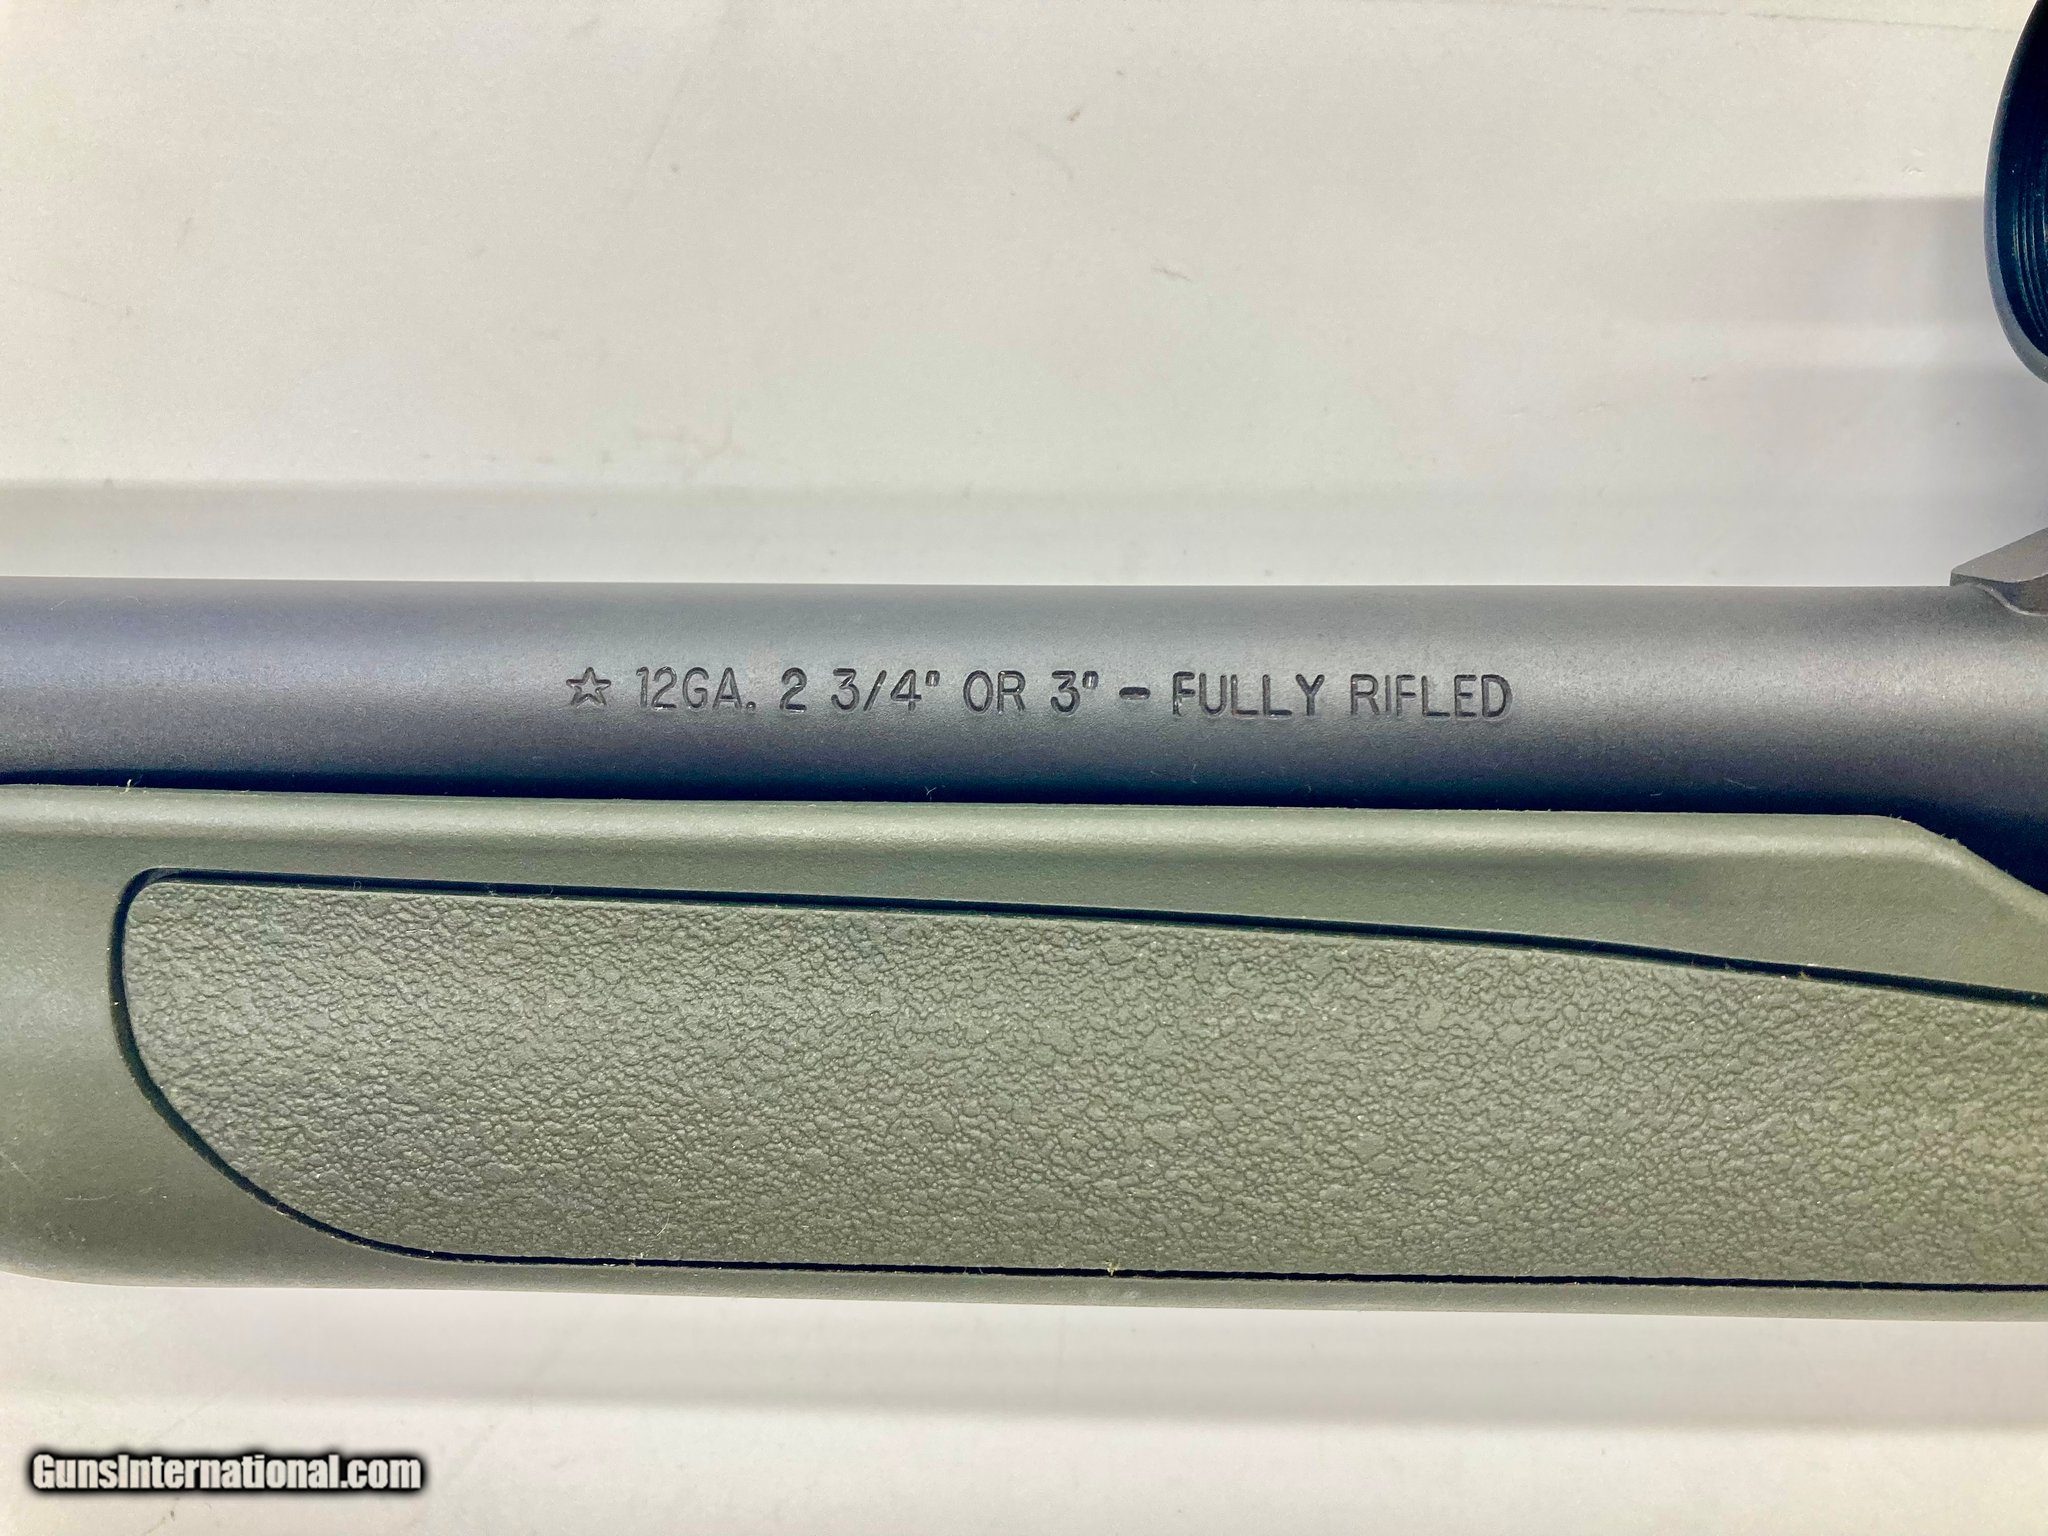 ☆ 12GA. 2 3/4" OR 3" - FULLY RIFLED
GunsInternational.com